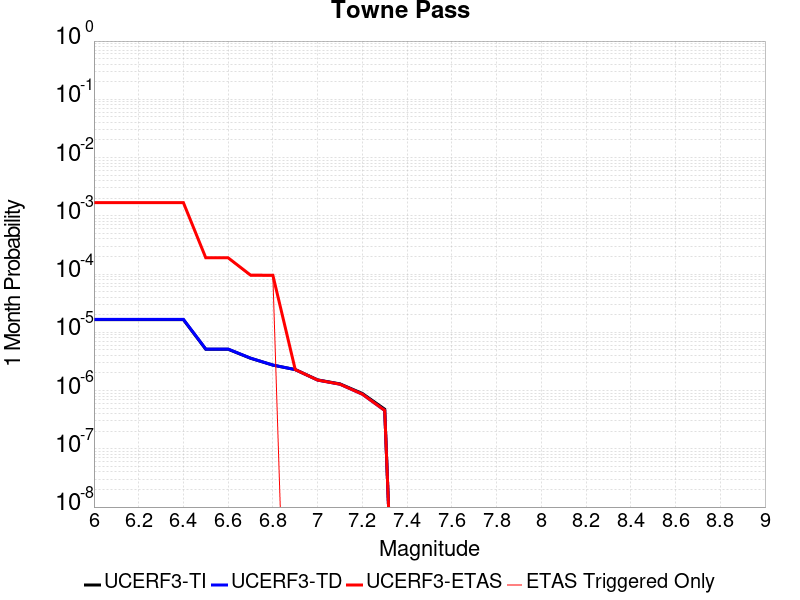 Towne Pass
1 Month Probability
10^0
10^-1
10^-2
10^-3
10^-4
10^-5
10^-6
10^-7
10^-8
6 6.2 6.4 6.6 6.8 7 7.2 7.4 7.6 7.8 8 8.2 8.4 8.6 8.8 9
Magnitude
UCERF3-TI UCERF3-TD UCERF3-ETAS ETAS Triggered Only